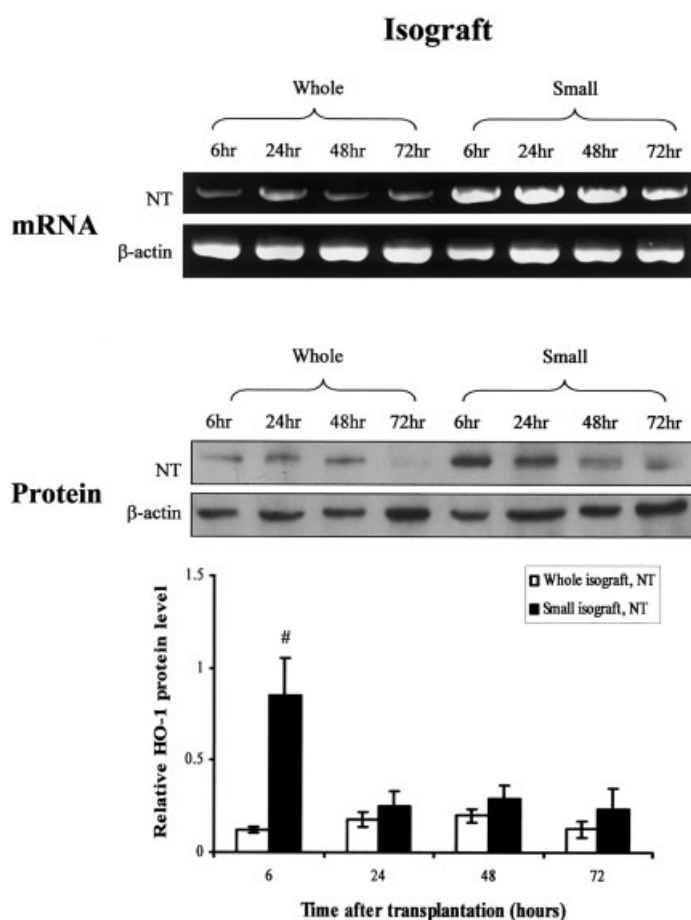 Isograft
Whole Small
6hr 24hr 48hr 72hr 6hr 24hr 48hr 72hr
NT
mRNA
β-actin
Whole Small
6hr 24hr 48hr 72hr 6hr 24hr 48hr 72hr
NT
Protein
β-actin
1.5
Whole isograft, NT
Small isograft, NT
#
1
0.5
0
Relative HO-1 protein level
6 24 48 72
Time after transplantation (hours)